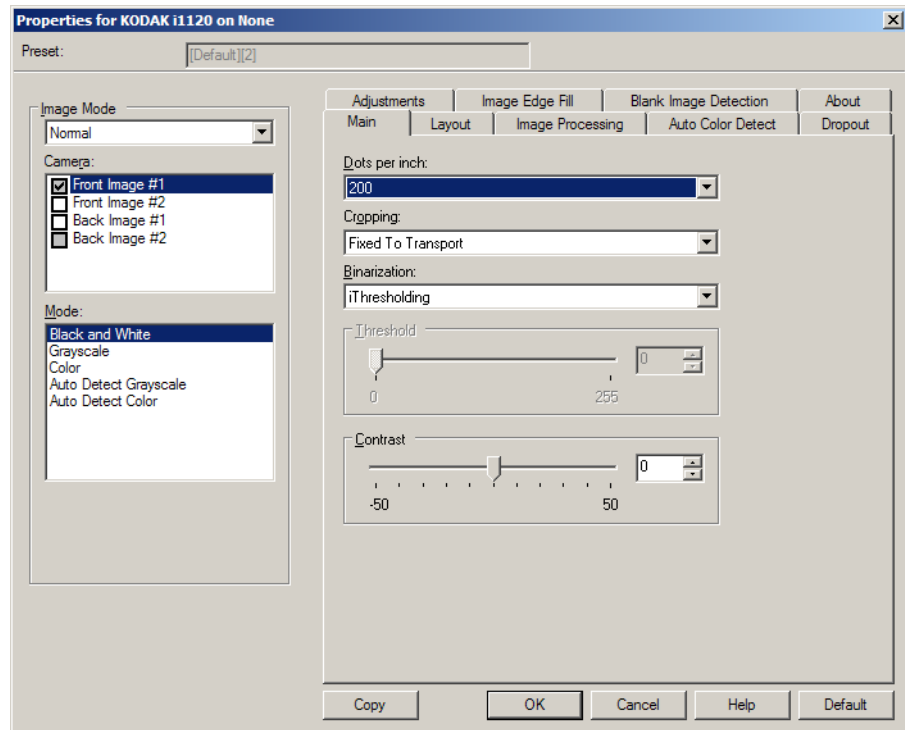 Properties for KODAK i1120 on None
Preset:
[Default][2]
Image Mode
Normal
Camera:
Front Image #1
Front Image #2
Back Image #1
Back Image #2
Mode:
Black and White
Grayscale
Color
Auto Detect Grayscale
Auto Detect Color
Adjustments
Image Edge Fill
Blank Image Detection
About
Main
Layout
Image Processing
Auto Color Detect
Dropout
Dots per inch:
200
Cropping:
Fixed To Transport
Binarization:
iThresholding
Threshold
0
0
255
Contrast
0
-50
50
Copy
OK
Cancel
Help
Default